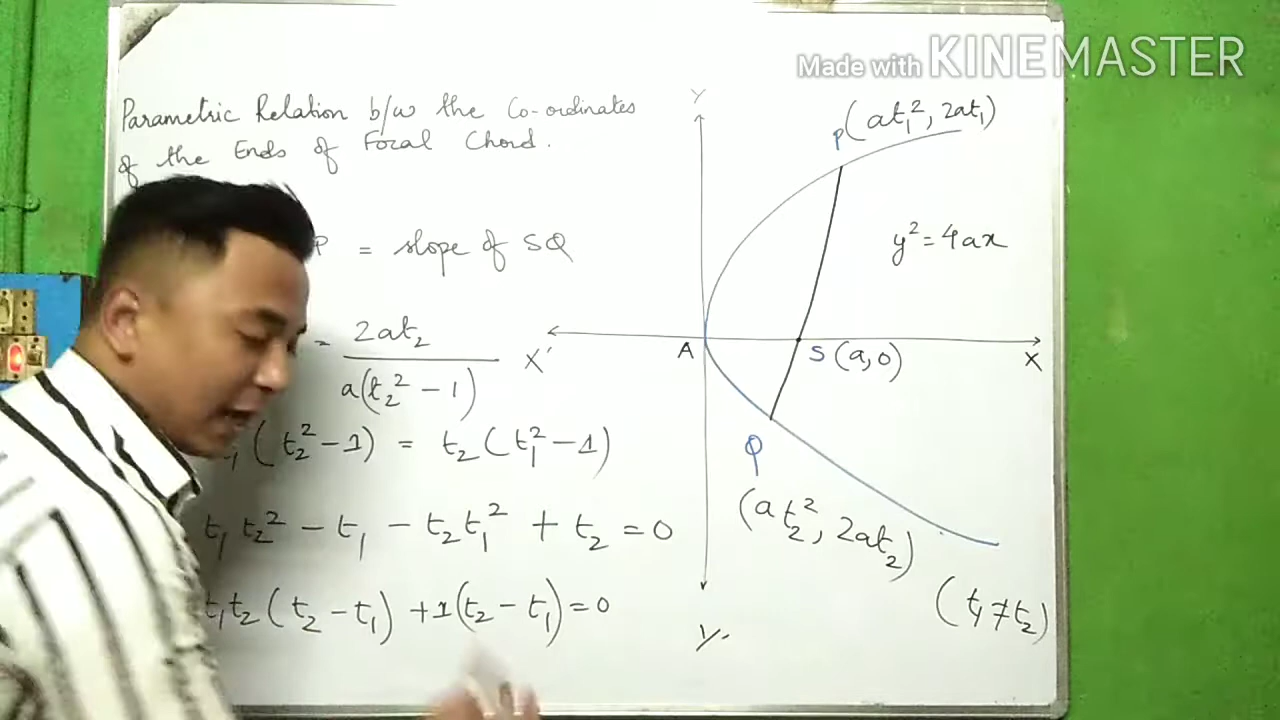 Made with KINEMASTER
Parametric Relation b/w the Co-ordinates
of the Ends of Focal Chord.
P = slope of SQ
= 2at₂ / a(t₂² - 1)
(t₂² - 1) = t₂(t₁² - 1)
t₁t₂² - t₁ - t₂t₁² + t₂ = 0
t₁t₂(t₂ - t₁) + 1(t₂ - t₁) = 0
Y
P(at₁², 2at₁)
y² = 4ax
X'
A
S(a, 0)
X
Q
(at₂², 2at₂)
(t₁ ≠ t₂)